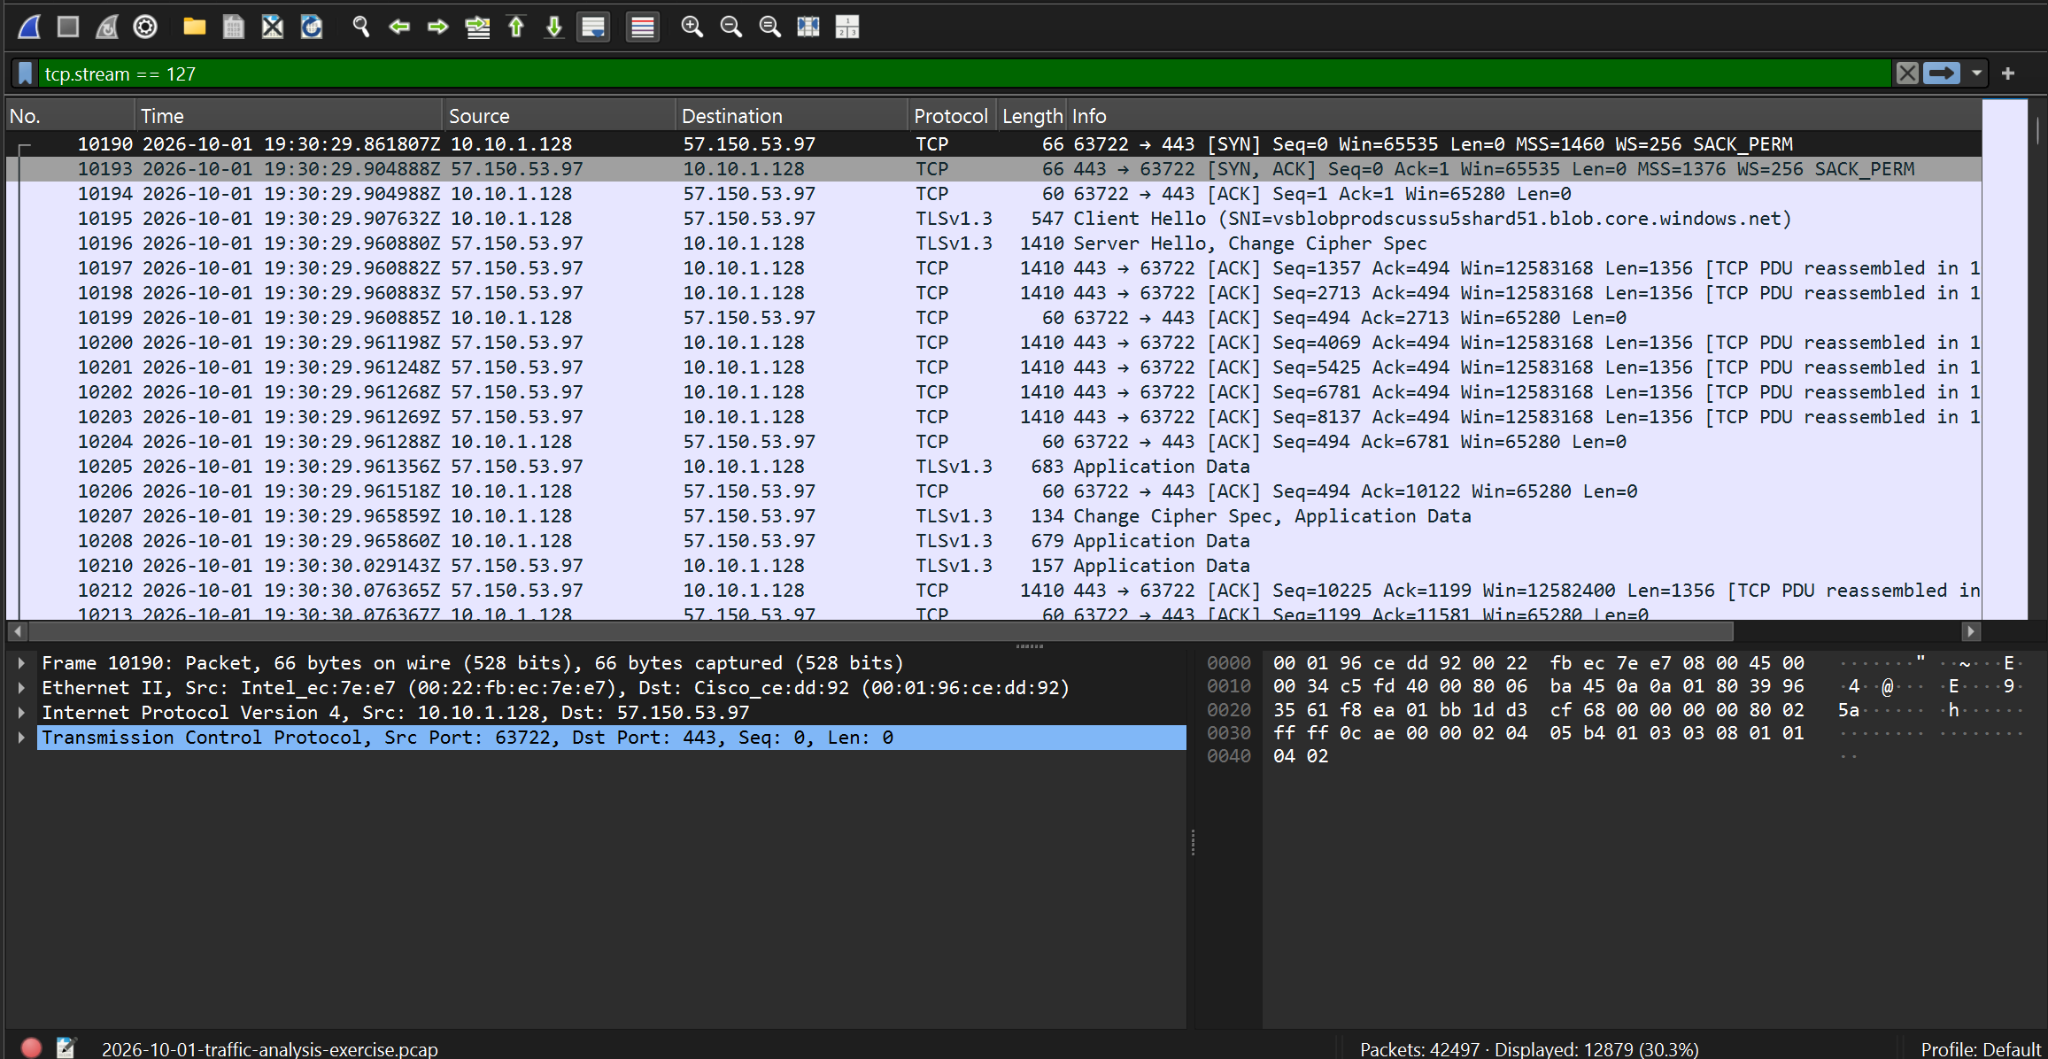 tcp.stream == 127
No. Time Source Destination Protocol Length Info
10190 2026-10-01 19:30:29.861807Z 10.10.1.128 57.150.53.97 TCP 66 63722 → 443 [SYN] Seq=0 Win=65535 Len=0 MSS=1460 WS=256 SACK_PERM
10193 2026-10-01 19:30:29.904888Z 57.150.53.97 10.10.1.128 TCP 66 443 → 63722 [SYN, ACK] Seq=0 Ack=1 Win=65535 Len=0 MSS=1376 WS=256 SACK_PERM
10194 2026-10-01 19:30:29.904988Z 10.10.1.128 57.150.53.97 TCP 60 63722 → 443 [ACK] Seq=1 Ack=1 Win=65280 Len=0
10195 2026-10-01 19:30:29.907632Z 10.10.1.128 57.150.53.97 TLSv1.3 547 Client Hello (SNI=vsblobprodscussu5shard51.blob.core.windows.net)
10196 2026-10-01 19:30:29.960880Z 57.150.53.97 10.10.1.128 TLSv1.3 1410 Server Hello, Change Cipher Spec
10197 2026-10-01 19:30:29.960882Z 57.150.53.97 10.10.1.128 TCP 1410 443 → 63722 [ACK] Seq=1357 Ack=494 Win=12583168 Len=1356 [TCP PDU reassembled in 1
10198 2026-10-01 19:30:29.960883Z 57.150.53.97 10.10.1.128 TCP 1410 443 → 63722 [ACK] Seq=2713 Ack=494 Win=12583168 Len=1356 [TCP PDU reassembled in 1
10199 2026-10-01 19:30:29.960885Z 10.10.1.128 57.150.53.97 TCP 60 63722 → 443 [ACK] Seq=494 Ack=2713 Win=65280 Len=0
10200 2026-10-01 19:30:29.961198Z 57.150.53.97 10.10.1.128 TCP 1410 443 → 63722 [ACK] Seq=4069 Ack=494 Win=12583168 Len=1356 [TCP PDU reassembled in 1
10201 2026-10-01 19:30:29.961248Z 57.150.53.97 10.10.1.128 TCP 1410 443 → 63722 [ACK] Seq=5425 Ack=494 Win=12583168 Len=1356 [TCP PDU reassembled in 1
10202 2026-10-01 19:30:29.961268Z 57.150.53.97 10.10.1.128 TCP 1410 443 → 63722 [ACK] Seq=6781 Ack=494 Win=12583168 Len=1356 [TCP PDU reassembled in 1
10203 2026-10-01 19:30:29.961269Z 57.150.53.97 10.10.1.128 TCP 1410 443 → 63722 [ACK] Seq=8137 Ack=494 Win=12583168 Len=1356 [TCP PDU reassembled in 1
10204 2026-10-01 19:30:29.961288Z 10.10.1.128 57.150.53.97 TCP 60 63722 → 443 [ACK] Seq=494 Ack=6781 Win=65280 Len=0
10205 2026-10-01 19:30:29.961356Z 57.150.53.97 10.10.1.128 TLSv1.3 683 Application Data
10206 2026-10-01 19:30:29.961518Z 10.10.1.128 57.150.53.97 TCP 60 63722 → 443 [ACK] Seq=494 Ack=10122 Win=65280 Len=0
10207 2026-10-01 19:30:29.965859Z 10.10.1.128 57.150.53.97 TLSv1.3 134 Change Cipher Spec, Application Data
10208 2026-10-01 19:30:29.965860Z 10.10.1.128 57.150.53.97 TLSv1.3 679 Application Data
10210 2026-10-01 19:30:30.029143Z 57.150.53.97 10.10.1.128 TLSv1.3 157 Application Data
10212 2026-10-01 19:30:30.076365Z 57.150.53.97 10.10.1.128 TCP 1410 443 → 63722 [ACK] Seq=10225 Ack=1199 Win=12582400 Len=1356 [TCP PDU reassembled in
10213 2026-10-01 19:30:30.076367Z 10.10.1.128 57.150.53.97 TCP 60 63722 → 443 [ACK] Seq=1199 Ack=11581 Win=65280 Len=0
Frame 10190: Packet, 66 bytes on wire (528 bits), 66 bytes captured (528 bits)
Ethernet II, Src: Intel_ec:7e:e7 (00:22:fb:ec:7e:e7), Dst: Cisco_ce:dd:92 (00:01:96:ce:dd:92)
Internet Protocol Version 4, Src: 10.10.1.128, Dst: 57.150.53.97
Transmission Control Protocol, Src Port: 63722, Dst Port: 443, Seq: 0, Len: 0
0000 00 01 96 ce dd 92 00 22 fb ec 7e e7 08 00 45 00 ·······" ··~···E·
0010 00 34 c5 fd 40 00 80 06 ba 45 0a 0a 01 80 39 96 ·4··@··· ·E····9·
0020 35 61 f8 ea 01 bb 1d d3 cf 68 00 00 00 00 80 02 5a······ ·h······
0030 ff ff 0c ae 00 00 02 04 05 b4 01 03 03 08 01 01 ········ ········
0040 04 02 ··
2026-10-01-traffic-analysis-exercise.pcap
Packets: 42497 · Displayed: 12879 (30.3%)
Profile: Default